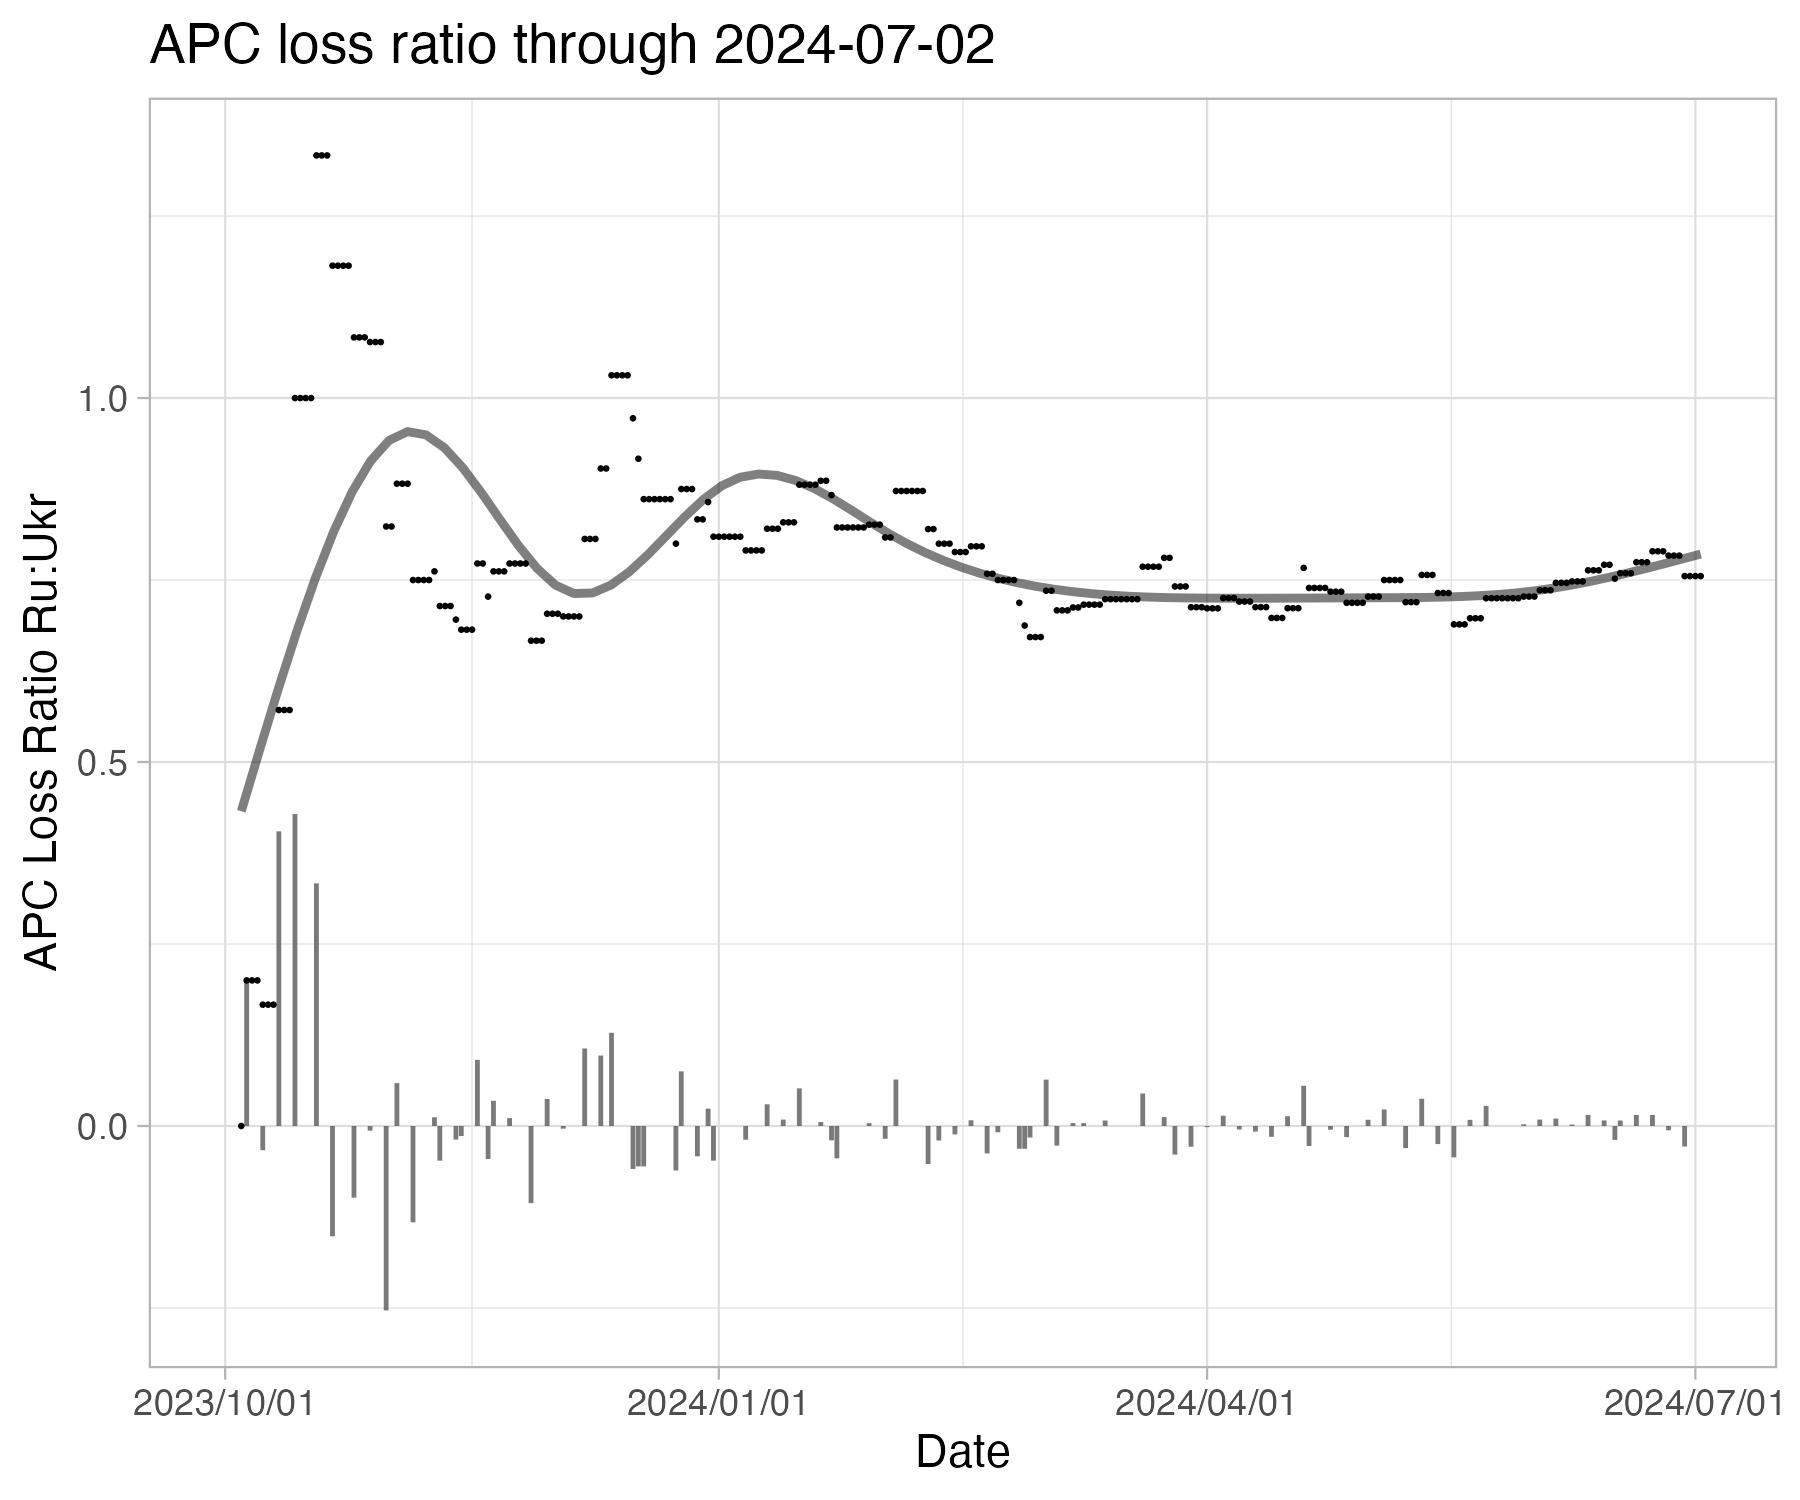 APC loss ratio through 2024-07-02
APC Loss Ratio Ru:Ukr
1.0
0.5
0.0
2023/10/01 2024/01/01 2024/04/01 2024/07/01
Date